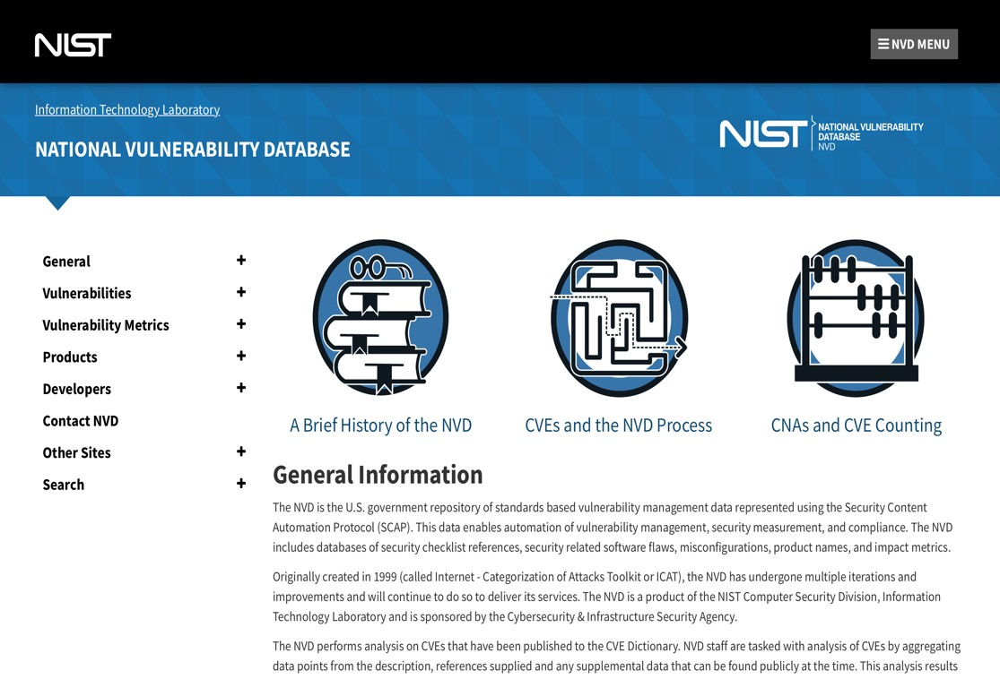 NIST
NVD MENU
Information Technology Laboratory
NATIONAL VULNERABILITY DATABASE
NIST
NATIONAL VULNERABILITY
DATABASE
NVD
General
Vulnerabilities
Vulnerability Metrics
Products
Developers
Contact NVD
Other Sites
Search
A Brief History of the NVD
CVEs and the NVD Process
CNAs and CVE Counting
General Information
The NVD is the U.S. government repository of standards based vulnerability management data represented using the Security Content
Automation Protocol (SCAP). This data enables automation of vulnerability management, security measurement, and compliance. The NVD
includes databases of security checklist references, security related software flaws, misconfigurations, product names, and impact metrics.
Originally created in 1999 (called Internet - Categorization of Attacks Toolkit or ICAT), the NVD has undergone multiple iterations and
improvements and will continue to do so to deliver its services. The NVD is a product of the NIST Computer Security Division, Information
Technology Laboratory and is sponsored by the Cybersecurity & Infrastructure Security Agency.
The NVD performs analysis on CVEs that have been published to the CVE Dictionary. NVD staff are tasked with analysis of CVEs by aggregating
data points from the description, references supplied and any supplemental data that can be found publicly at the time. This analysis results